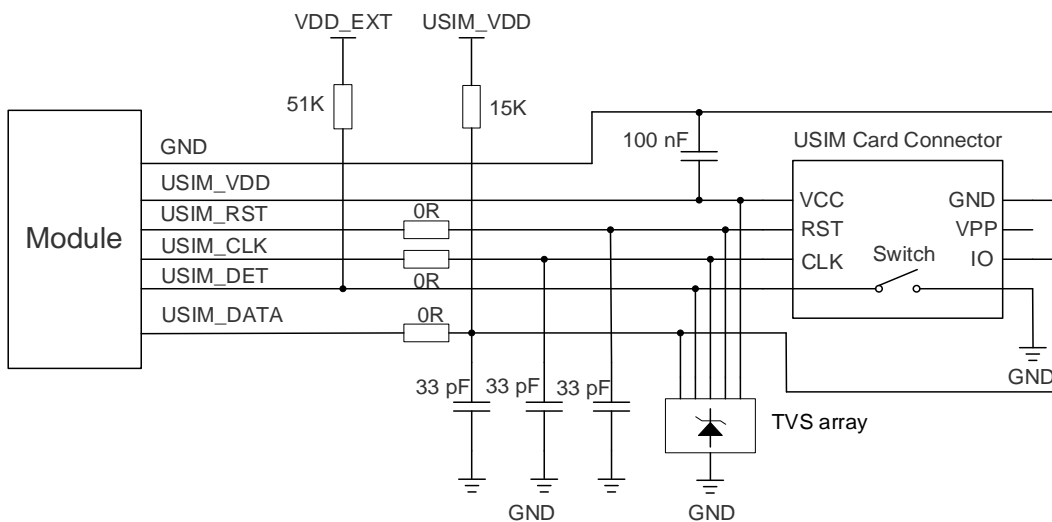 VDD_EXT
USIM_VDD
51K
15K
GND
100 nF
USIM Card Connector
USIM_VDD
VCC
GND
USIM_RST
0R
RST
VPP
Module
USIM_CLK
CLK
Switch
IO
USIM_DET
0R
USIM_DATA
0R
GND
33 pF
33 pF
33 pF
TVS array
GND
GND